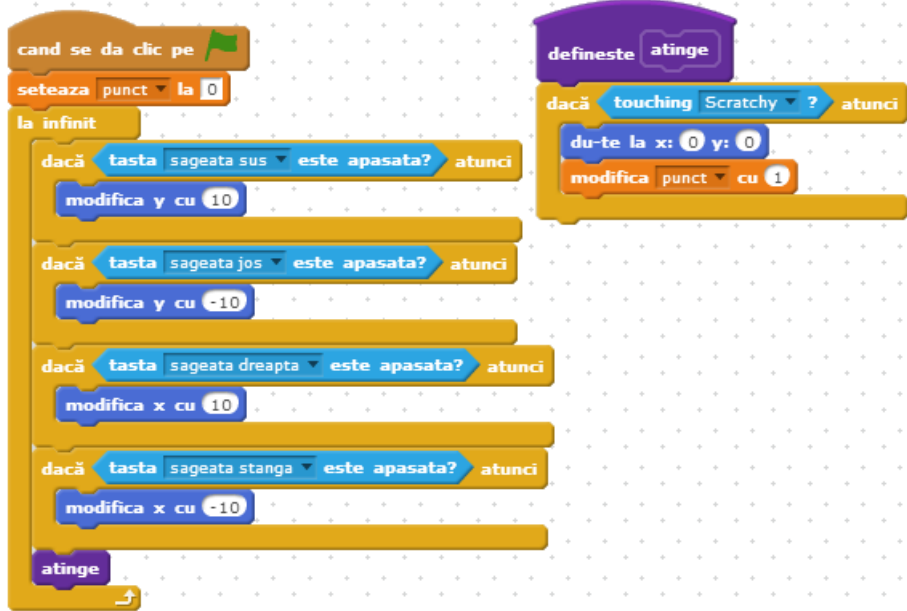 cand se da clic pe
seteaza punct la 0
la infinit
dacă tasta sageata sus este apasata? atunci
modifica y cu 10
dacă tasta sageata jos este apasata? atunci
modifica y cu -10
dacă tasta sageata dreapta este apasata? atunci
modifica x cu 10
dacă tasta sageata stanga este apasata? atunci
modifica x cu -10
atinge
defineste atinge
dacă touching Scratchy ? atunci
du-te la x: 0 y: 0
modifica punct cu 1